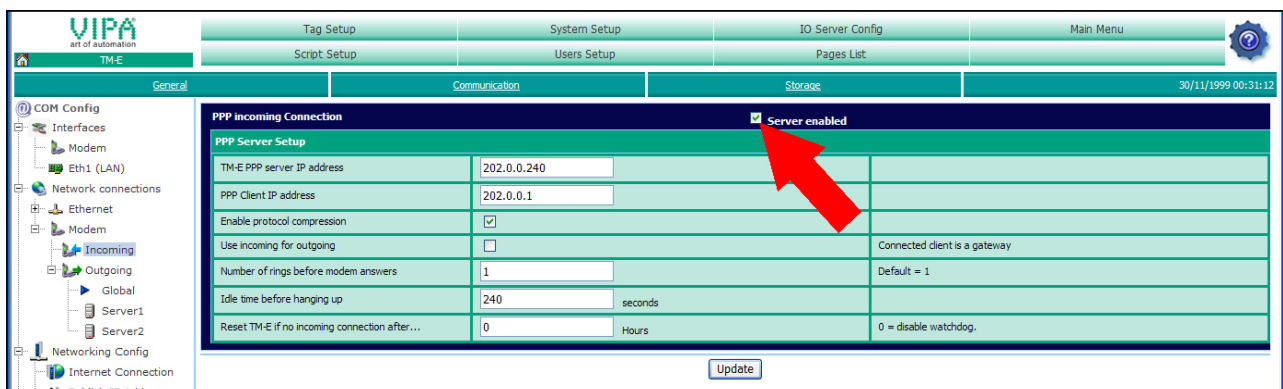 VIPA
art of automation
TM-E
Tag Setup
System Setup
IO Server Config
Main Menu
Script Setup
Users Setup
Pages List
General
Communication
Storage
30/11/1999 00:31:12
COM Config
Interfaces
Modem
Eth1 (LAN)
Network connections
Ethernet
Modem
Incoming
Outgoing
Global
Server1
Server2
Networking Config
Internet Connection
PPP incoming Connection
Server enabled
PPP Server Setup
TM-E PPP server IP address
202.0.0.240
PPP Client IP address
202.0.0.1
Enable protocol compression
Use incoming for outgoing
Connected client is a gateway
Number of rings before modem answers
1
Default = 1
Idle time before hanging up
240 seconds
Reset TM-E if no incoming connection after...
0 Hours
0 = disable watchdog.
Update